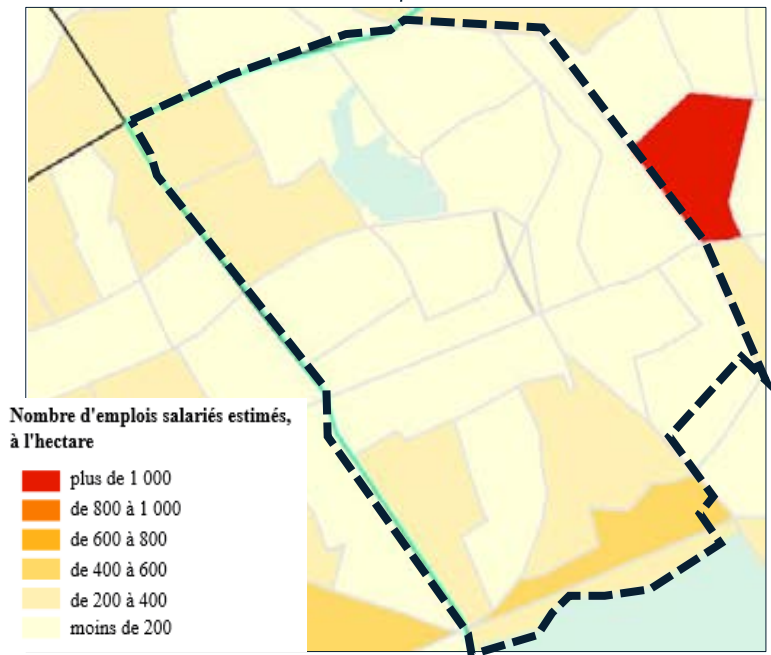 Nombre d'emplois salariés estimés,
à l'hectare
plus de 1 000
de 800 à 1 000
de 600 à 800
de 400 à 600
de 200 à 400
moins de 200